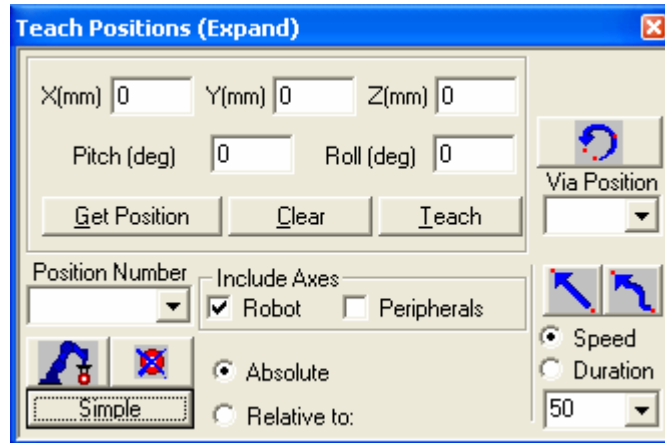 Teach Positions (Expand)
X(mm) 0 Y(mm) 0 Z(mm) 0
Pitch (deg) 0 Roll (deg) 0
Get Position Clear Teach
Via Position
Position Number
Include Axes
Robot Peripherals
Speed
Absolute
Duration
Simple
Relative to:
50